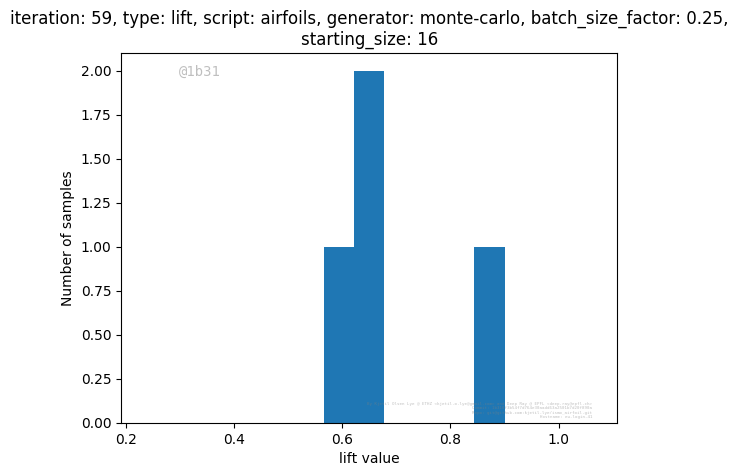 iteration: 59, type: lift, script: airfoils, generator: monte-carlo, batch_size_factor: 0.25,
starting_size: 16
@1b31
2.00
1.75
1.50
1.25
1.00
0.75
0.50
0.25
0.00
Number of samples
0.2 0.4 0.6 0.8 1.0
lift value